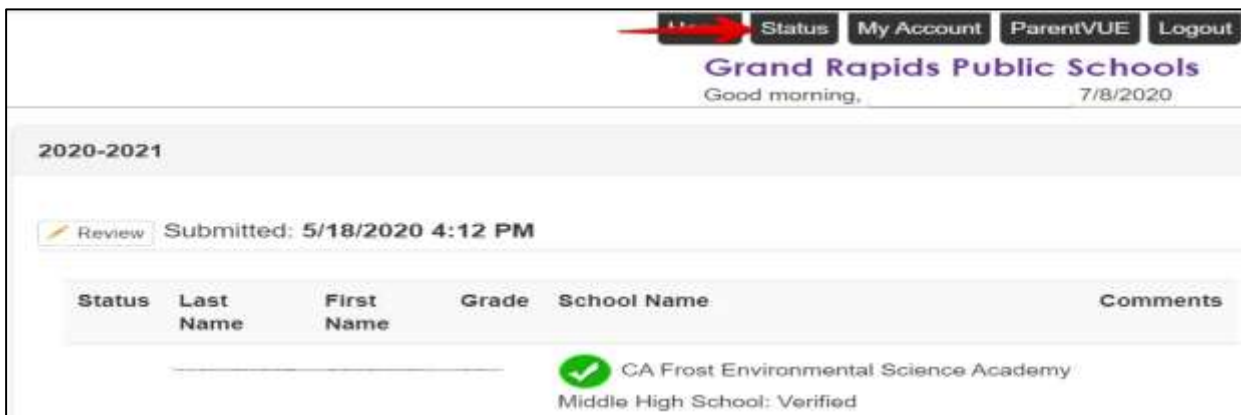 Status My Account ParentVUE Logout
Grand Rapids Public Schools
Good morning, 7/8/2020
2020-2021
Review Submitted: 5/18/2020 4:12 PM
Status Last Name First Name Grade School Name Comments
CA Frost Environmental Science Academy
Middle High School: Verified